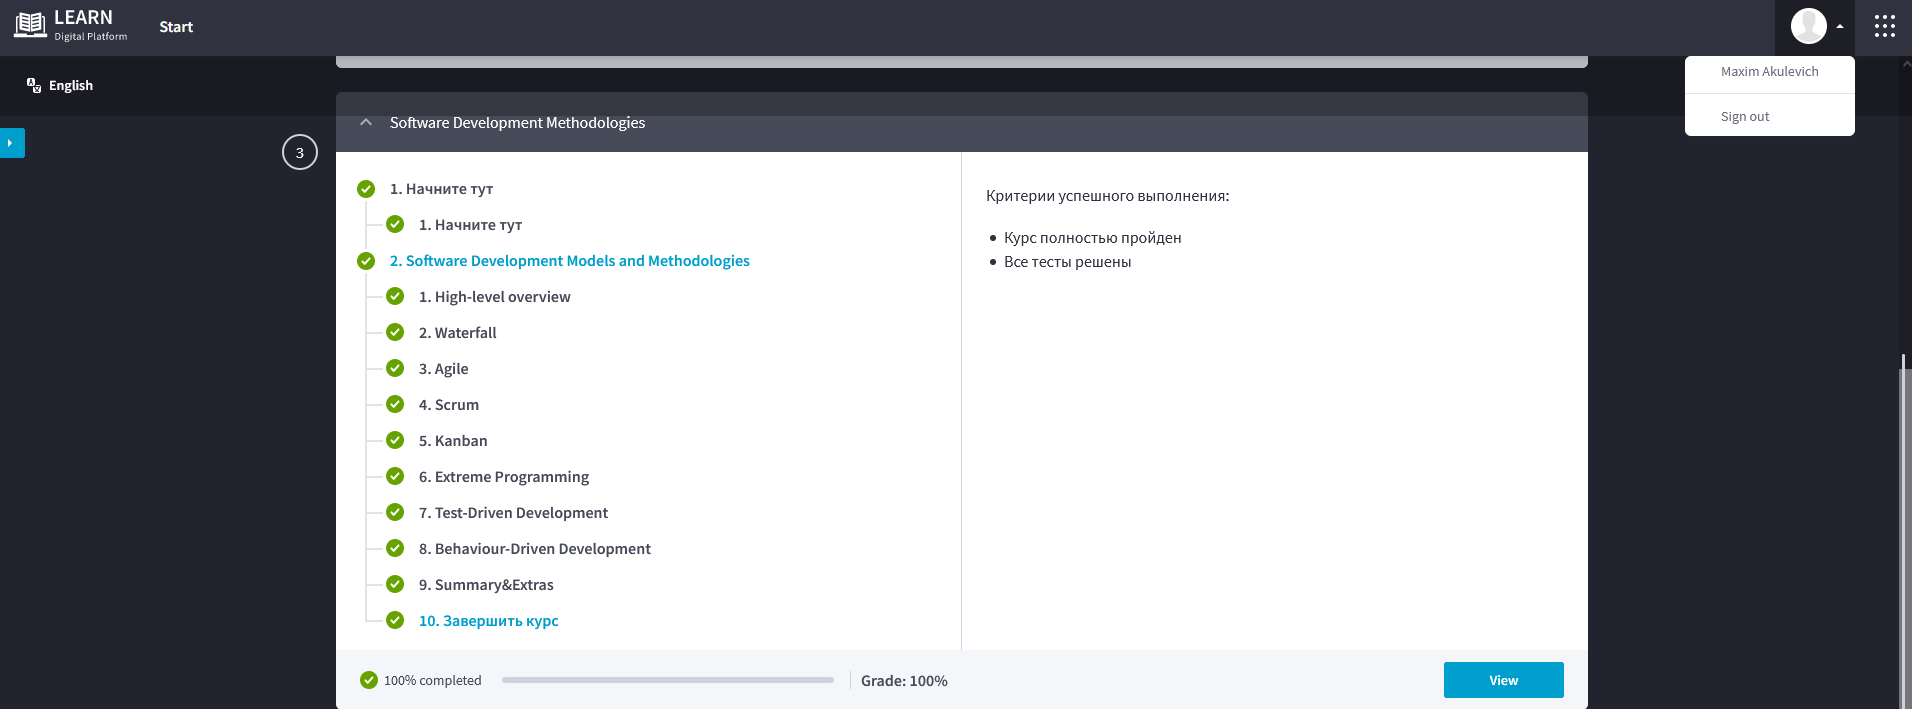 LEARN
Digital Platform
Start
Maxim Akulevich
Sign out
English
Software Development Methodologies
3
1. Начните тут
1. Начните тут
2. Software Development Models and Methodologies
1. High-level overview
2. Waterfall
3. Agile
4. Scrum
5. Kanban
6. Extreme Programming
7. Test-Driven Development
8. Behaviour-Driven Development
9. Summary&Extras
10. Завершить курс
Критерии успешного выполнения:
• Курс полностью пройден
• Все тесты решены
100% completed
Grade: 100%
View